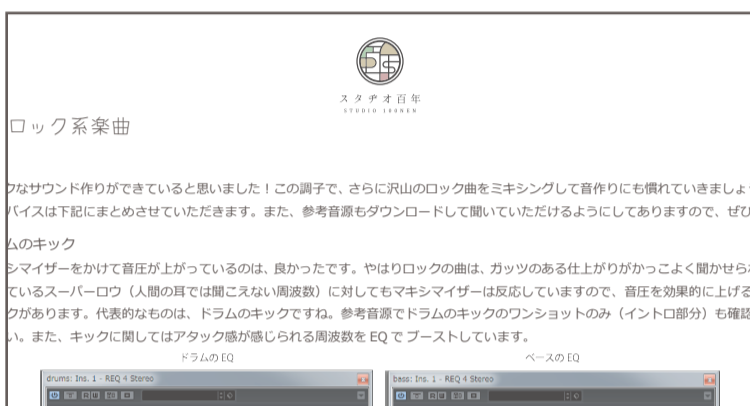 スタヂオ百年
STUDIO 100NEN
ロック系楽曲
クなサウンド作りができていると思いました！この調子で、さらに沢山のロック曲をミキシングして音作りにも慣れていきましょ
バイスは下記にまとめさせていただきます。また、参考音源もダウンロードして聞いていただけるようにしてありますので、ぜひ
ムのキック
シマイザーをかけて音圧が上がっているのは、良かったです。やはりロックの曲は、ガッツのある仕上がりがかっこよく聞かせら
ているスーパーロウ（人間の耳では聞こえない周波数）に対してもマキシマイザーは反応していますので、音圧を効果的に上げる
クがあります。代表的なものは、ドラムのキックですね。参考音源でドラムのキックのワンショットのみ（イントロ部分）も確認
い。また、キックに関してはアタック感が感じられる周波数を EQ で ブーストしています。
ドラムの EQ
ベースの EQ
drums: Ins. 1 - REQ 4 Stereo
bass: Ins. 1 - REQ 4 Stereo